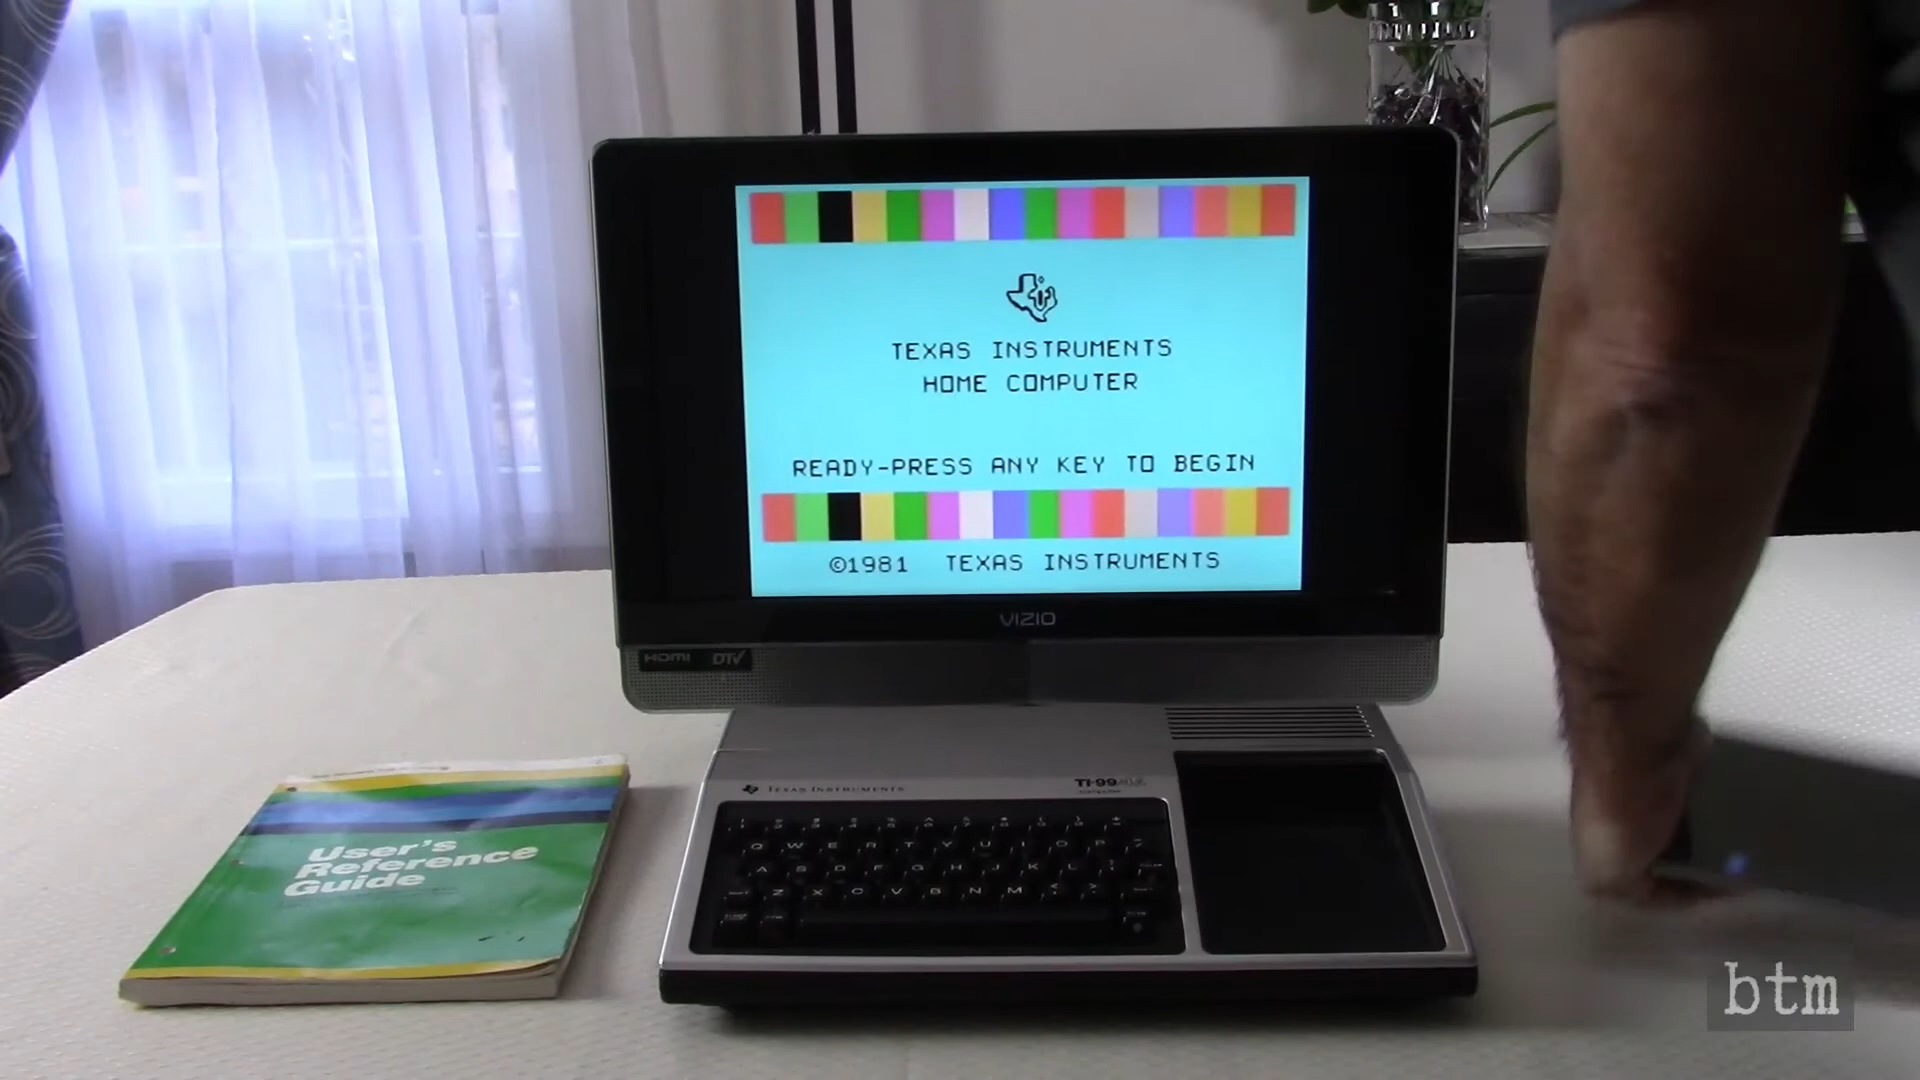 TEXAS INSTRUMENTS
HOME COMPUTER
READY-PRESS ANY KEY TO BEGIN
©1981 TEXAS INSTRUMENTS
VIZIO
HDMI DTV
TEXAS INSTRUMENTS
TI-99/4A
User's
Reference
Guide
Q W E R T Y U I O P
A S D F G H J K L
Z X C V B N M
btm